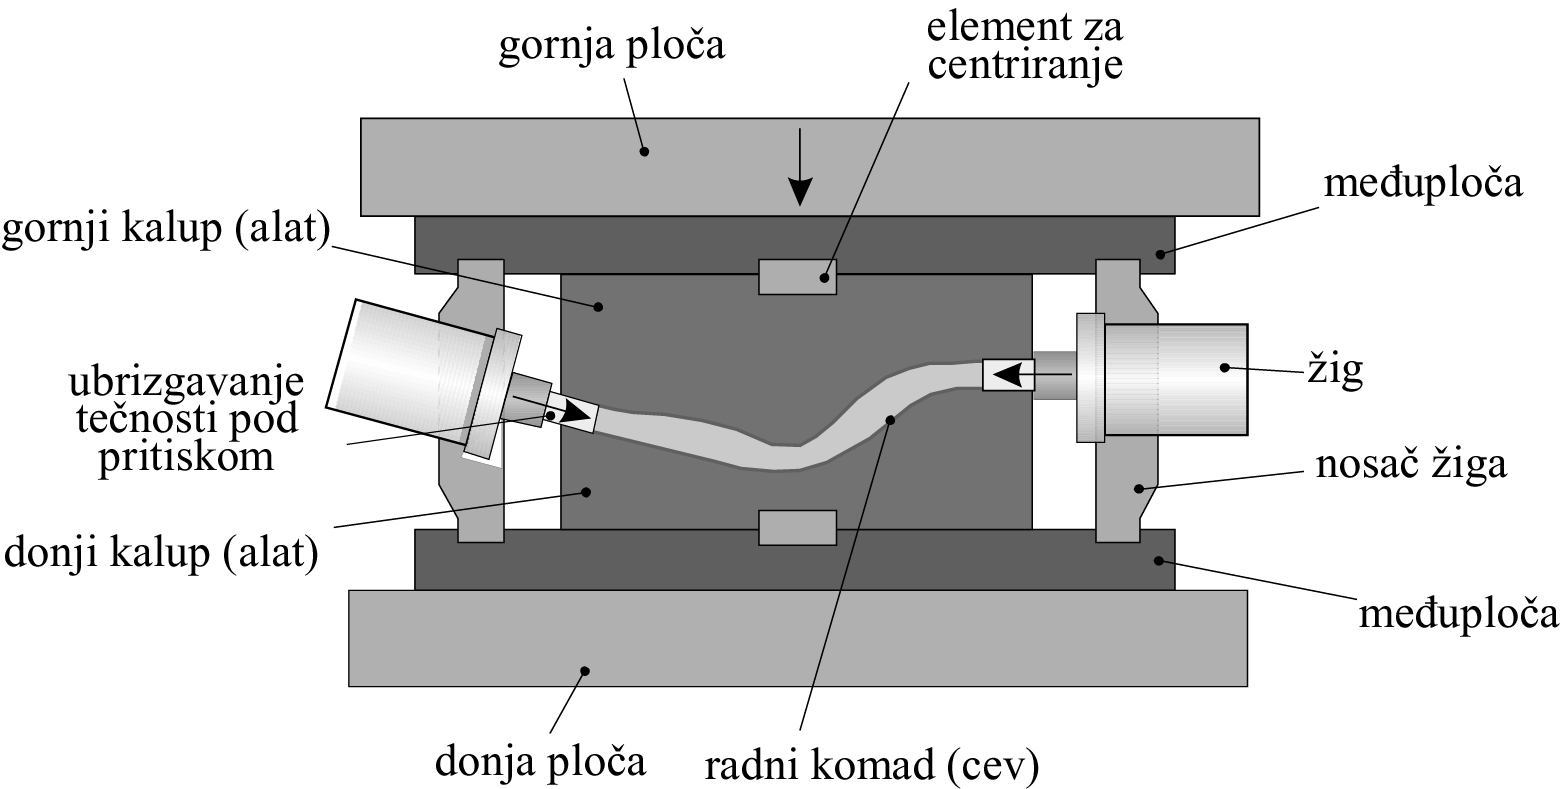 gornja ploča
element za
centriranje
međuploča
gornji kalup (alat)
ubrizgavanje
tečnosti pod
pritiskom
žig
nosač žiga
donji kalup (alat)
međuploča
donja ploča
radni komad (cev)